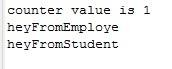 counter value is 1
heyFromEmploye
heyFromStudent